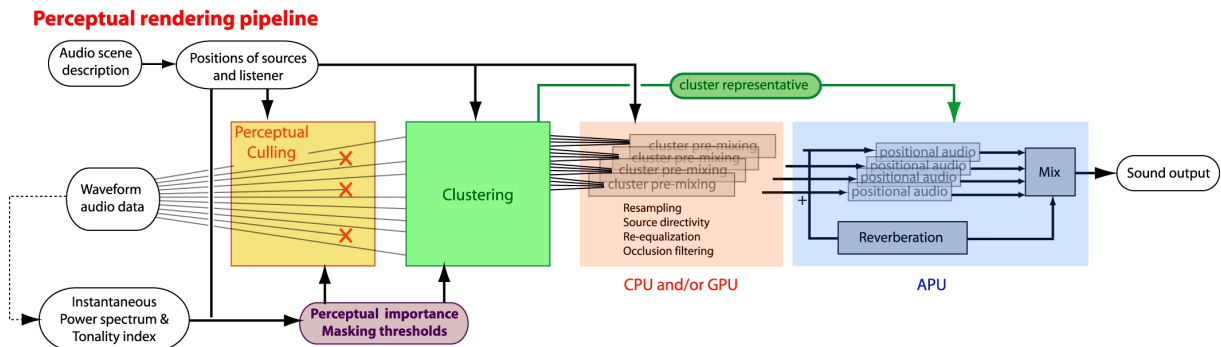 Perceptual rendering pipeline
Audio scene
description
Positions of sources
and listener
cluster representative
Perceptual
Culling
Clustering
cluster pre-mixing
cluster pre-mixing
cluster pre-mixing
cluster pre-mixing
Resampling
Source directivity
Re-equalization
Occlusion filtering
CPU and/or GPU
positional audio
positional audio
positional audio
positional audio
+
Mix
Reverberation
APU
Sound output
Waveform
audio data
Instantaneous
Power spectrum &
Tonality index
Perceptual importance
Masking thresholds